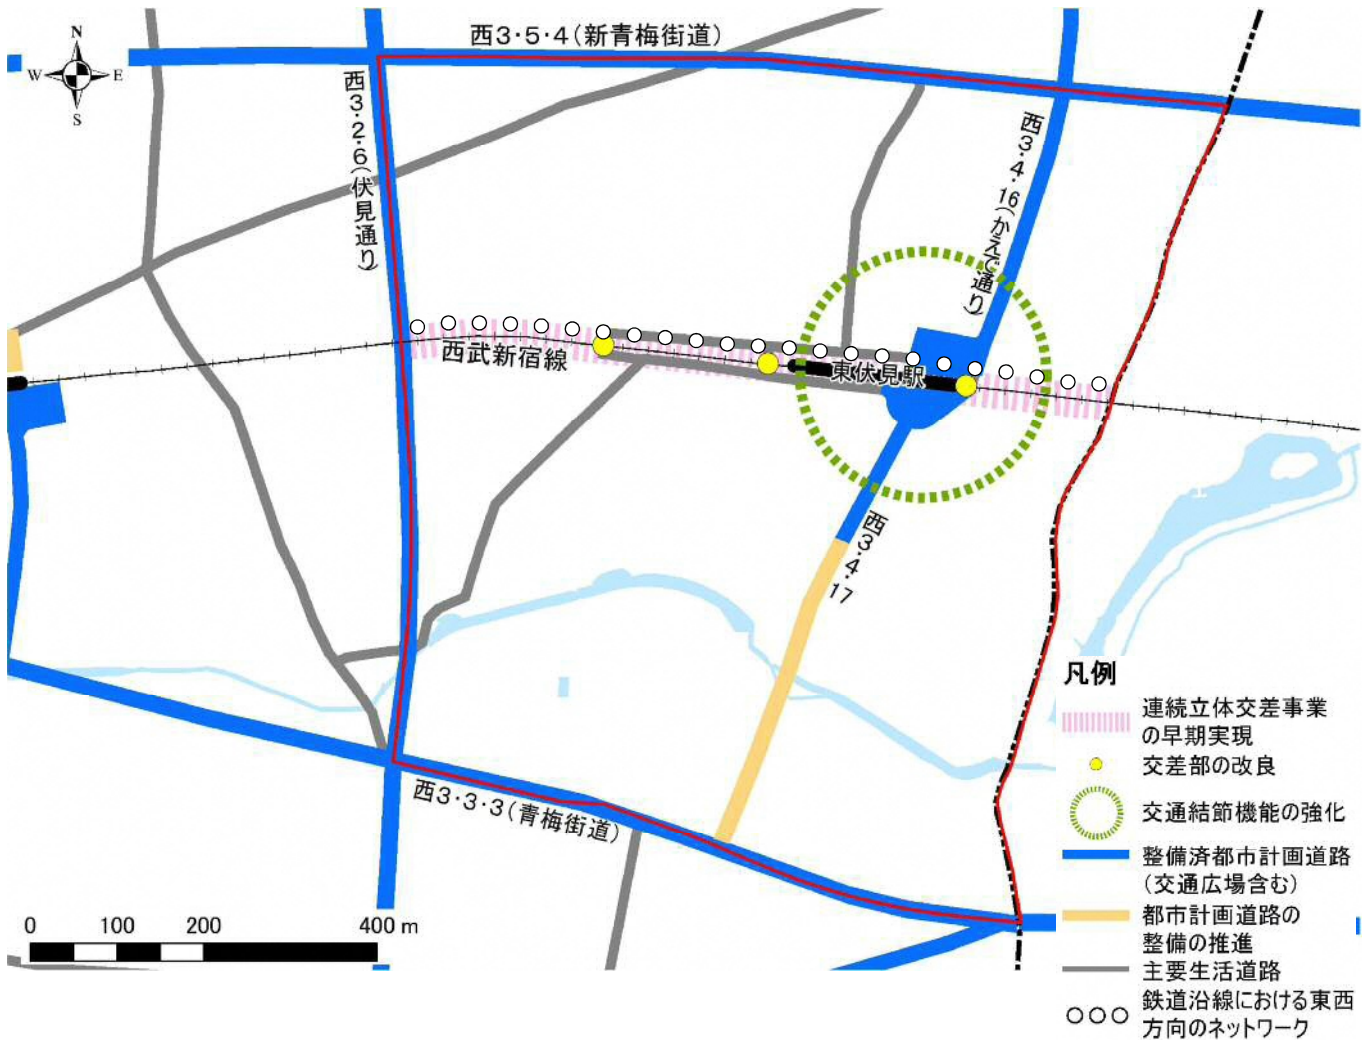 N
W
E
S
西3・5・4(新青梅街道)
西3・2・6(伏見通り)
西3・4・16(かえで通り)
西武新宿線
東伏見駅
西3・4・17
西3・3・3(青梅街道)
0 100 200 400 m
凡例
連続立体交差事業
の早期実現
交差部の改良
交通結節機能の強化
整備済都市計画道路
(交通広場含む)
都市計画道路の
整備の推進
主要生活道路
鉄道沿線における東西
方向のネットワーク